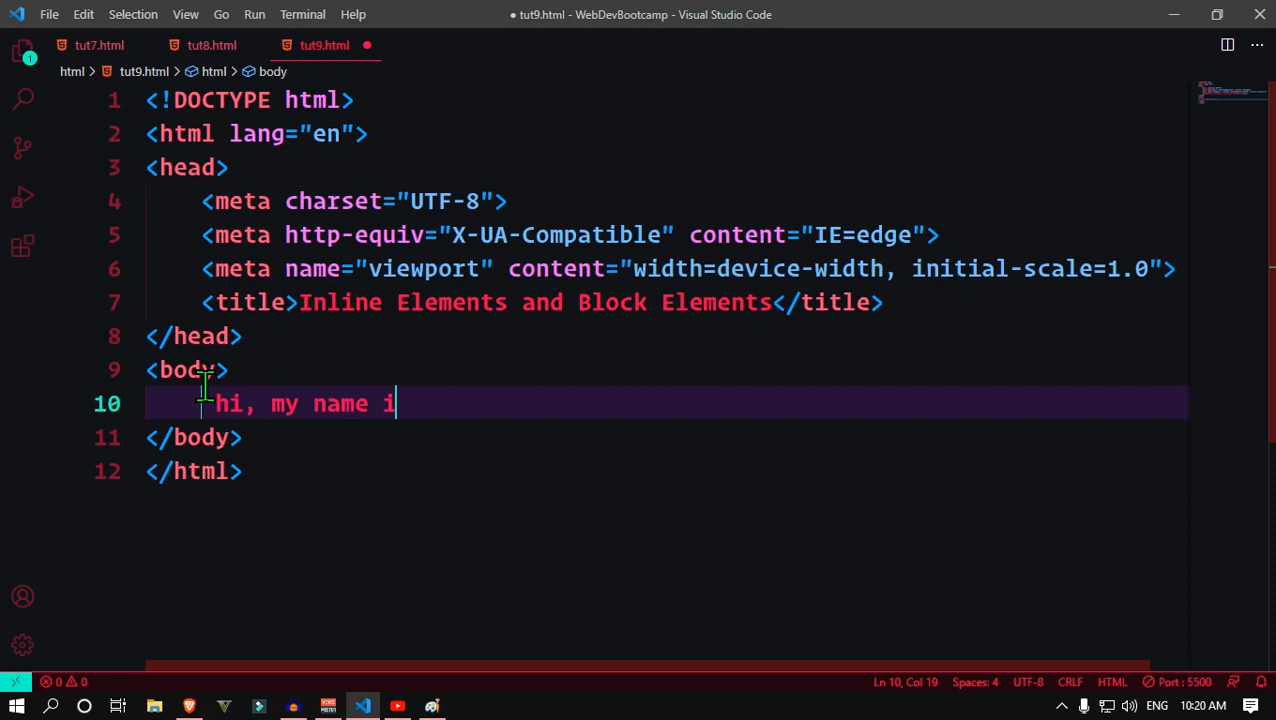 File Edit Selection View Go Run Terminal Help ● tut9.html - WebDevBootcamp - Visual Studio Code
tut7.html tut8.html tut9.html
html > tut9.html > html > body
1 <!DOCTYPE html>
2 <html lang="en">
3 <head>
4 <meta charset="UTF-8">
5 <meta http-equiv="X-UA-Compatible" content="IE=edge">
6 <meta name="viewport" content="width=device-width, initial-scale=1.0">
7 <title>Inline Elements and Block Elements</title>
8 </head>
9 <body>
10 hi, my name i
11 </body>
12 </html>
1
0 0 Ln 10, Col 19 Spaces: 4 UTF-8 CRLF HTML Port : 5500
ENG 10:20 AM